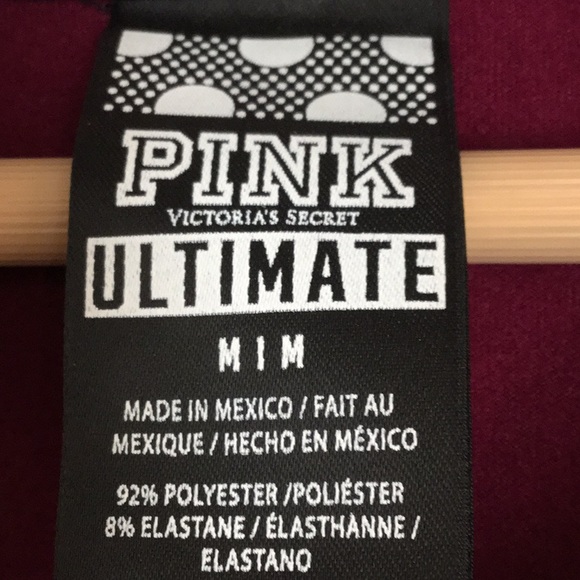 PINK
VICTORIA'S SECRET
ULTIMATE
M | M
MADE IN MEXICO / FAIT AU
MEXIQUE / HECHO EN MÉXICO
92% POLYESTER /POLIÉSTER
8% ELASTANE / ÉLASTHÀNNE /
ELASTANO